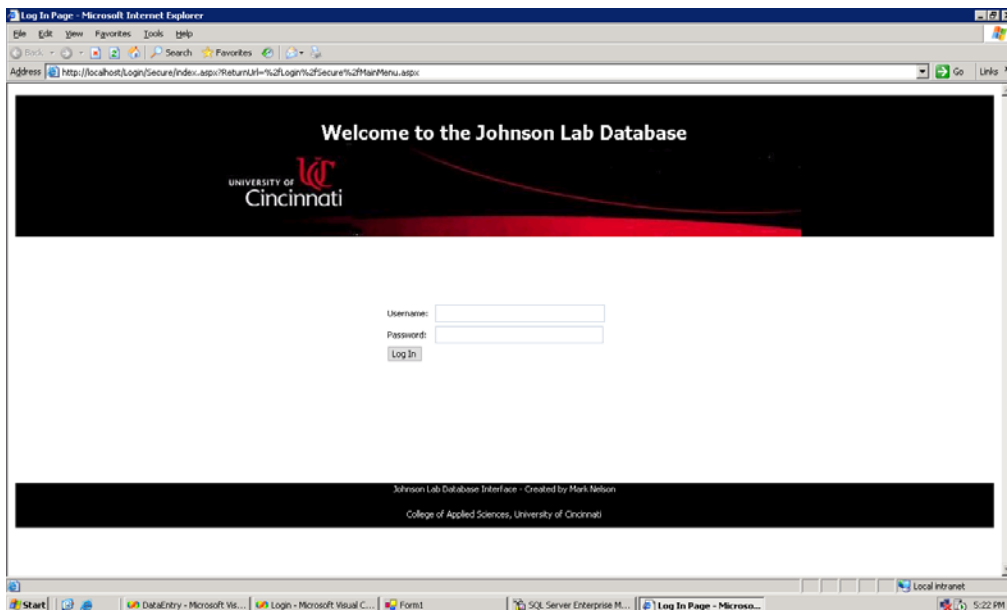 Log In Page - Microsoft Internet Explorer
File Edit View Favorites Tools Help
Back Search Favorites
Address http://localhost/Login/Secure/index.aspx?ReturnUrl=%2fLogin%2fSecure%2fMainMenu.aspx Go Links
Welcome to the Johnson Lab Database
UC
UNIVERSITY OF
Cincinnati
Username:
Password:
Log In
Johnson Lab Database Interface - Created by Mark Nelson
College of Applied Sciences, University of Cincinnati
Local intranet
Start DataEntry - Microsoft Vis... Login - Microsoft Visual C... Form1 SQL Server Enterprise M... Log In Page - Microso... 5:22 PM